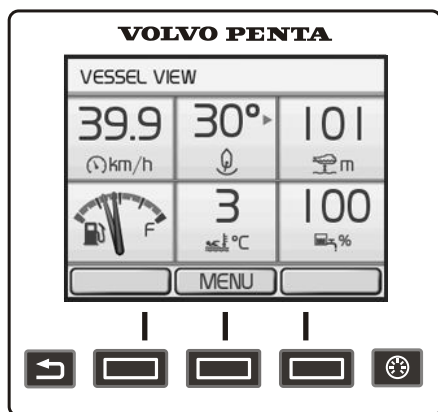 VOLVO PENTA
VESSEL VIEW
39.9 30° 101
km/h m
F 3 100
°C %
MENU